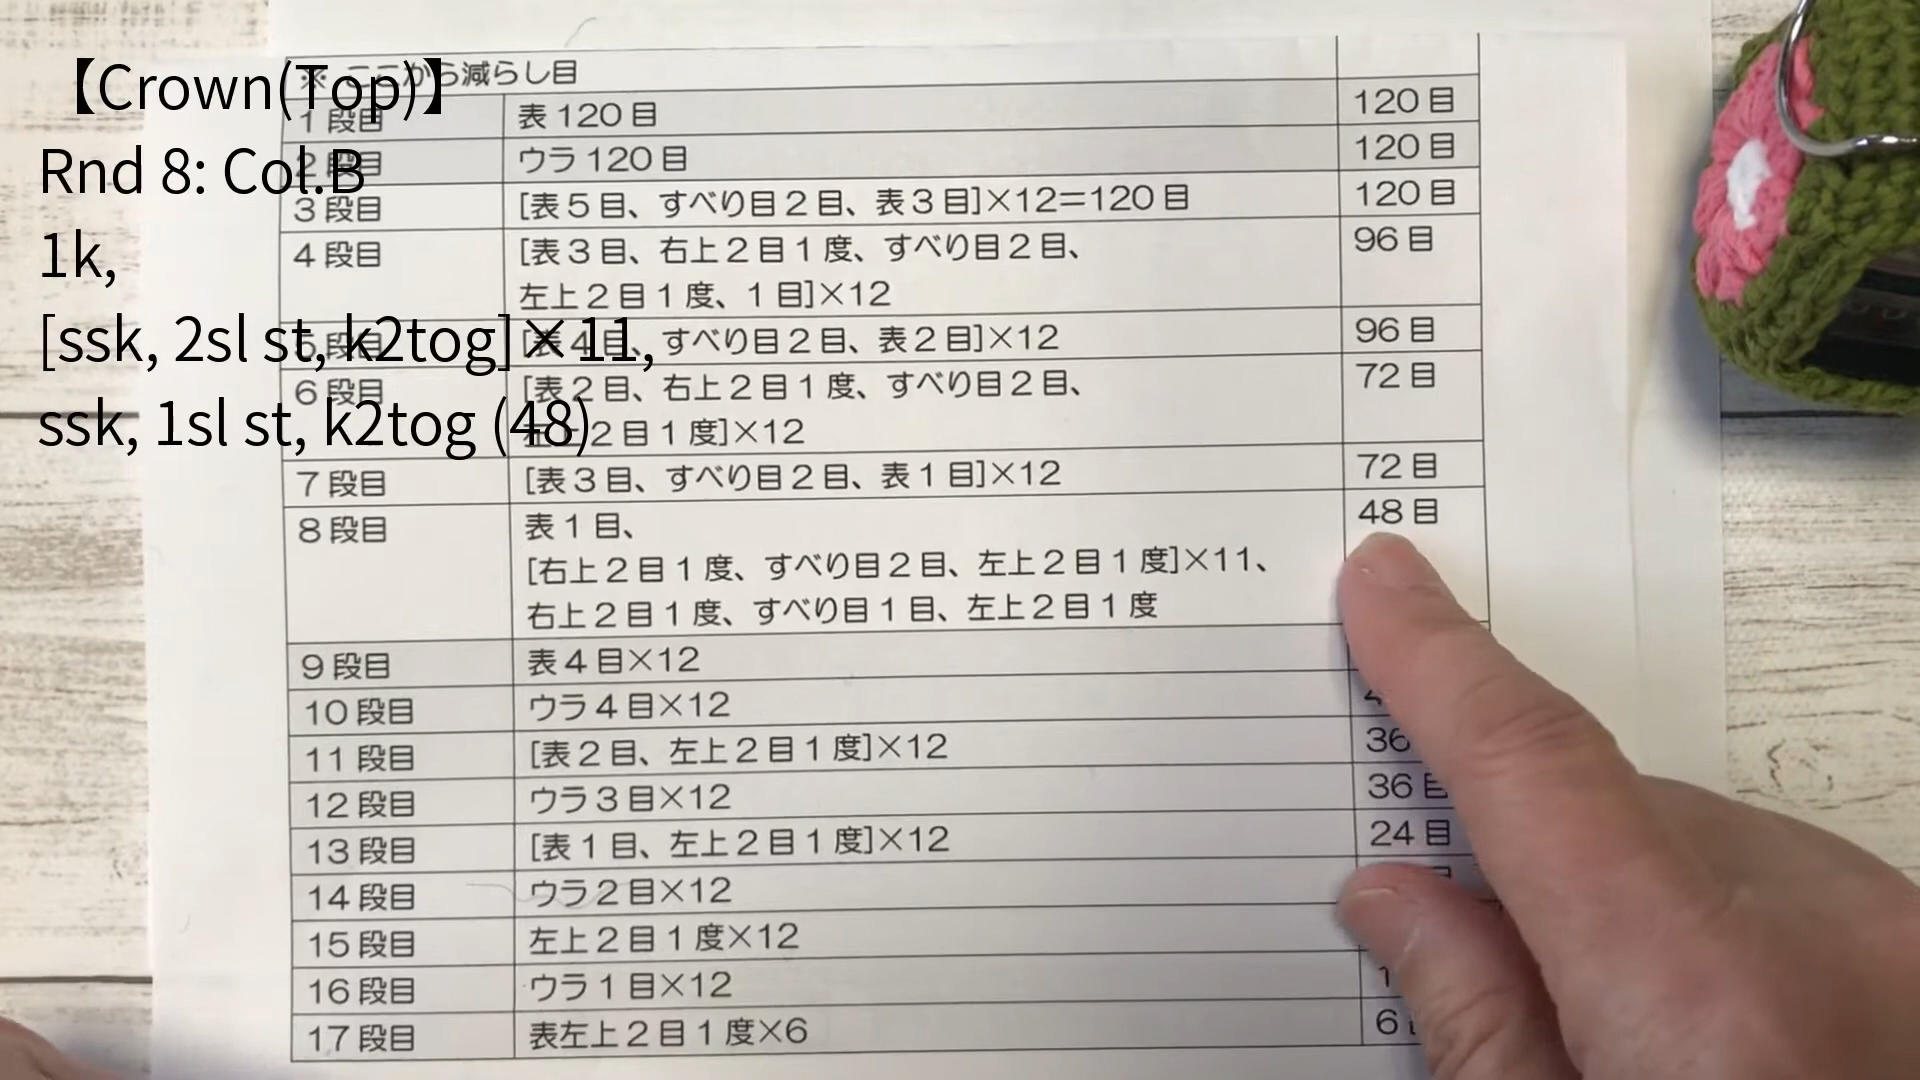 【Crown(Top)】
Rnd 8: Col.B
1k,
[ssk, 2sl st, k2tog]×11,
ssk, 1sl st, k2tog (48)
※ ここから減らし目
1段目 表120目 120目
2段目 ウラ120目 120目
3段目 [表5目、すべり目2目、表3目]×12=120目 120目
4段目 [表3目、右上2目1度、すべり目2目、 96目
左上2目1度、1目]×12
5段目 [表4目、すべり目2目、表2目]×12 96目
6段目 [表2目、右上2目1度、すべり目2目、 72目
左上2目1度]×12
7段目 [表3目、すべり目2目、表1目]×12 72目
8段目 表1目、 48目
[右上2目1度、すべり目2目、左上2目1度]×11、
右上2目1度、すべり目1目、左上2目1度
9段目 表4目×12
10段目 ウラ4目×12
11段目 [表2目、左上2目1度]×12 36
12段目 ウラ3目×12 36目
13段目 [表1目、左上2目1度]×12 24目
14段目 ウラ2目×12
15段目 左上2目1度×12
16段目 ウラ1目×12
17段目 表左上2目1度×6 6